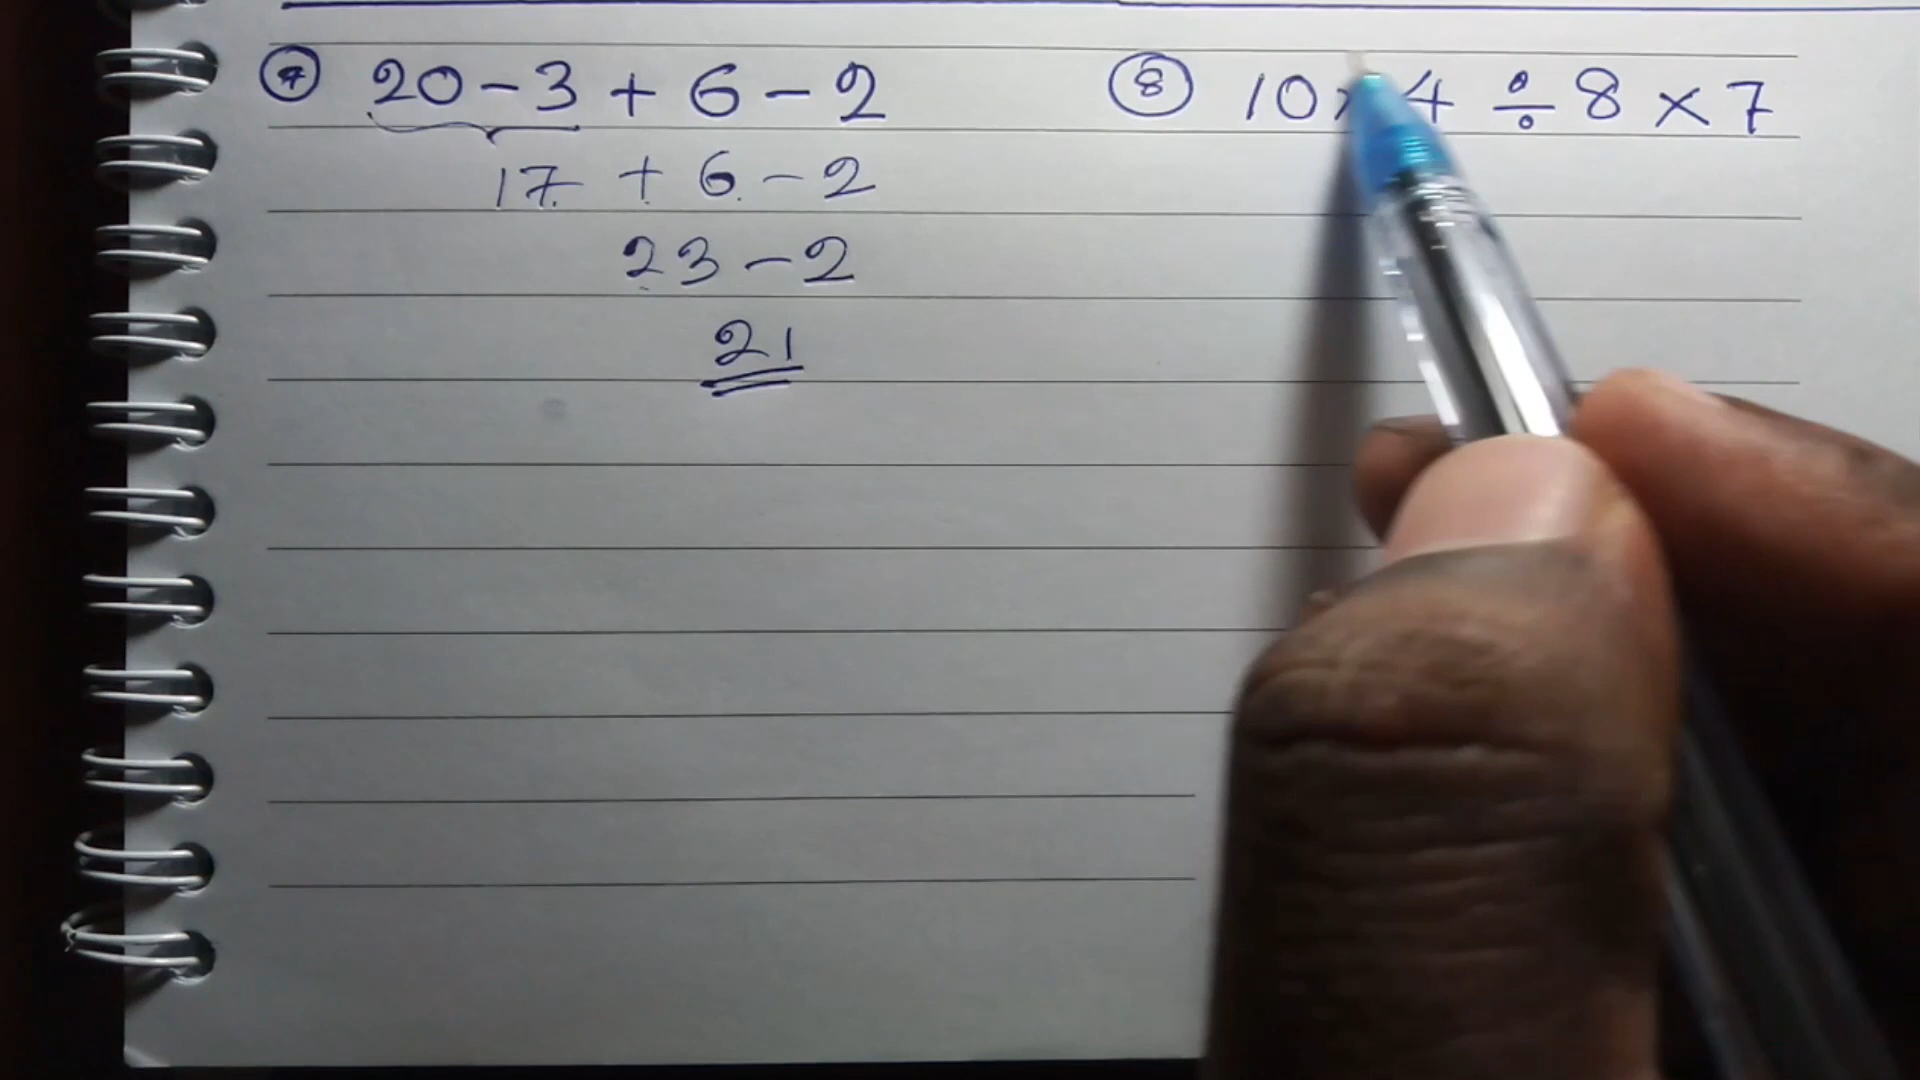 ⑦ 20 - 3 + 6 - 2
17 + 6 - 2
23 - 2
21
⑧ 10 × 4 ÷ 8 × 7